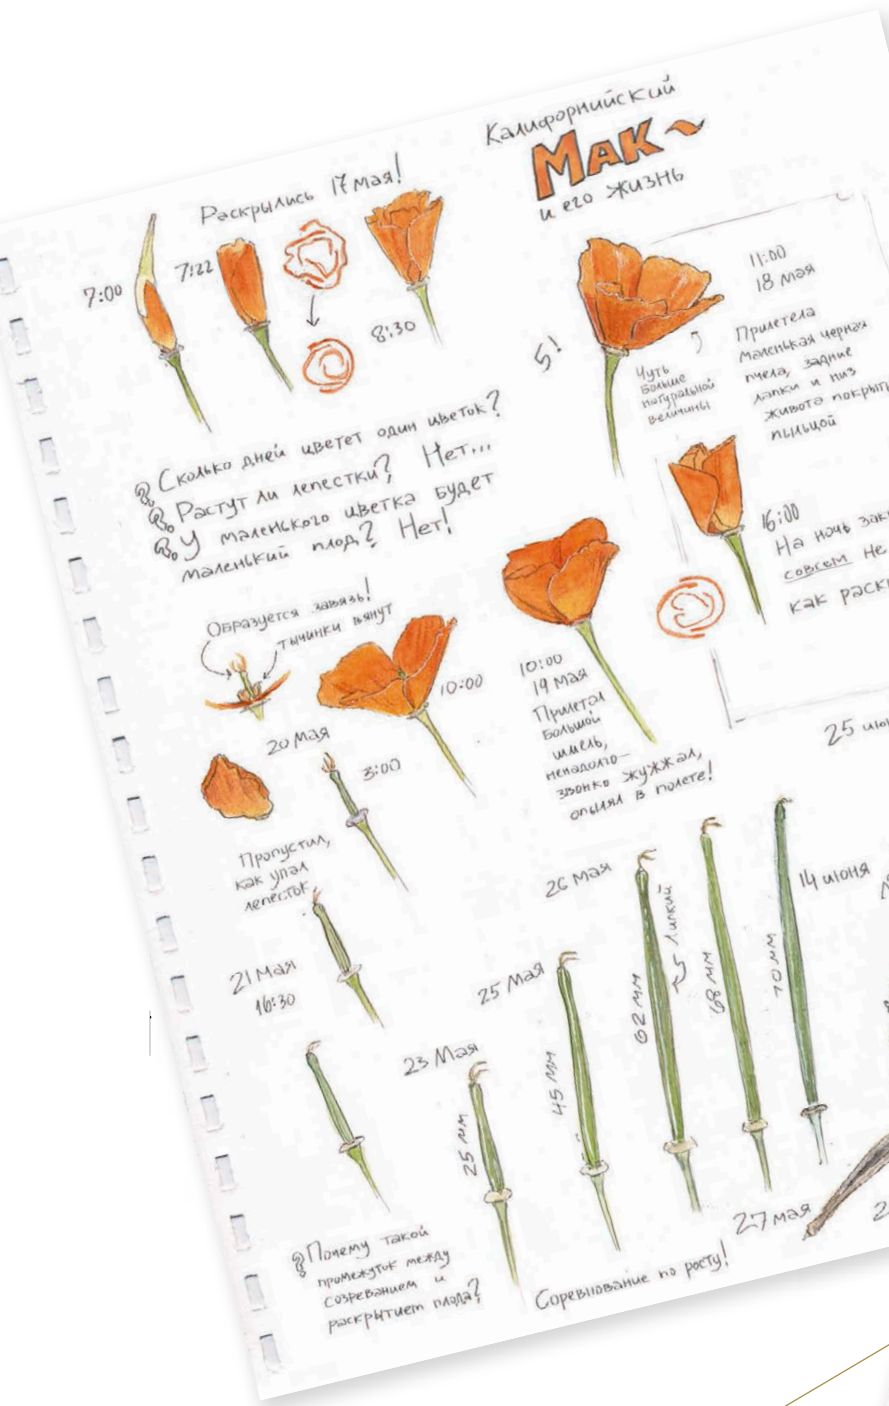 Калифорнийский
МАК
и его жизнь
Раскрылись 17 мая!
7:00
7:22
8:30
5!
11:00
18 мая
Чуть
больше
натуральной
величины
Прилетела
маленькая черная
пчела, задние
лапки и низ
живота покрыты
пыльцой
Сколько дней цветет один цветок?
Растут ли лепестки? Нет...
У маленького цветка будет
маленький плод? Нет!
16:00
На ночь зак
совсем не
как раск
Образуется завязь!
тычинки вянут
10:00
20 мая
3:00
10:00
19 мая
Прилетал
большой
шмель,
ненадолго–
звонко жужжал,
опылял в полете!
Пропустил,
как упал
лепесток
25 июн
26 мая
14 июня
21 мая
16:30
25 мая
липкий
62 мм
68 мм
70 мм
23 мая
45 мм
25 мм
27 мая
2
Почему такой
промежуток между
созреванием и
раскрытием плода?
Соревнование по росту!